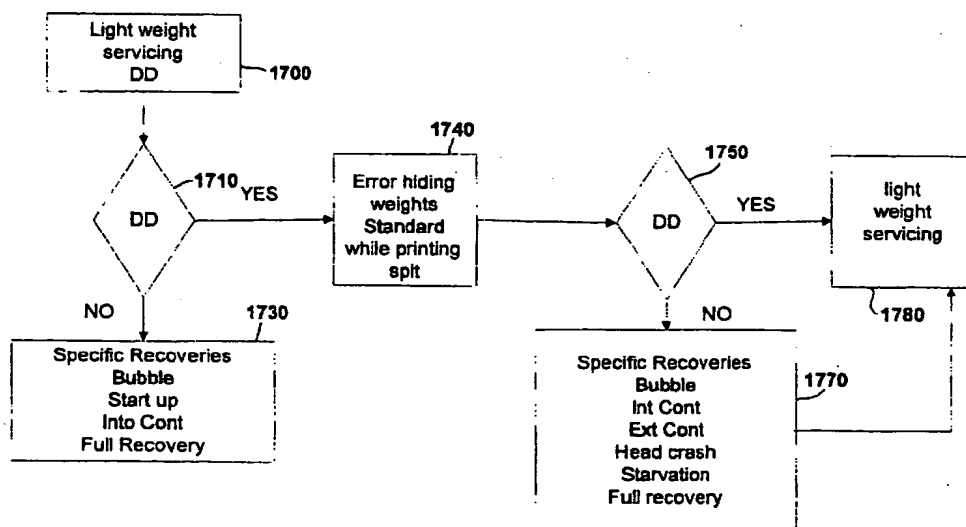 Light weight
servicing
DD
1700
1710
DD
YES
NO
1730
Specific Recoveries
Bubble
Start up
Into Cont
Full Recovery
1740
Error hiding
weights
Standard
while printing
spit
1750
DD
YES
NO
light
weight
servicing
1780
Specific Recoveries
Bubble
Int Cont
Ext Cont
Head crash
Starvation
Full recovery
1770